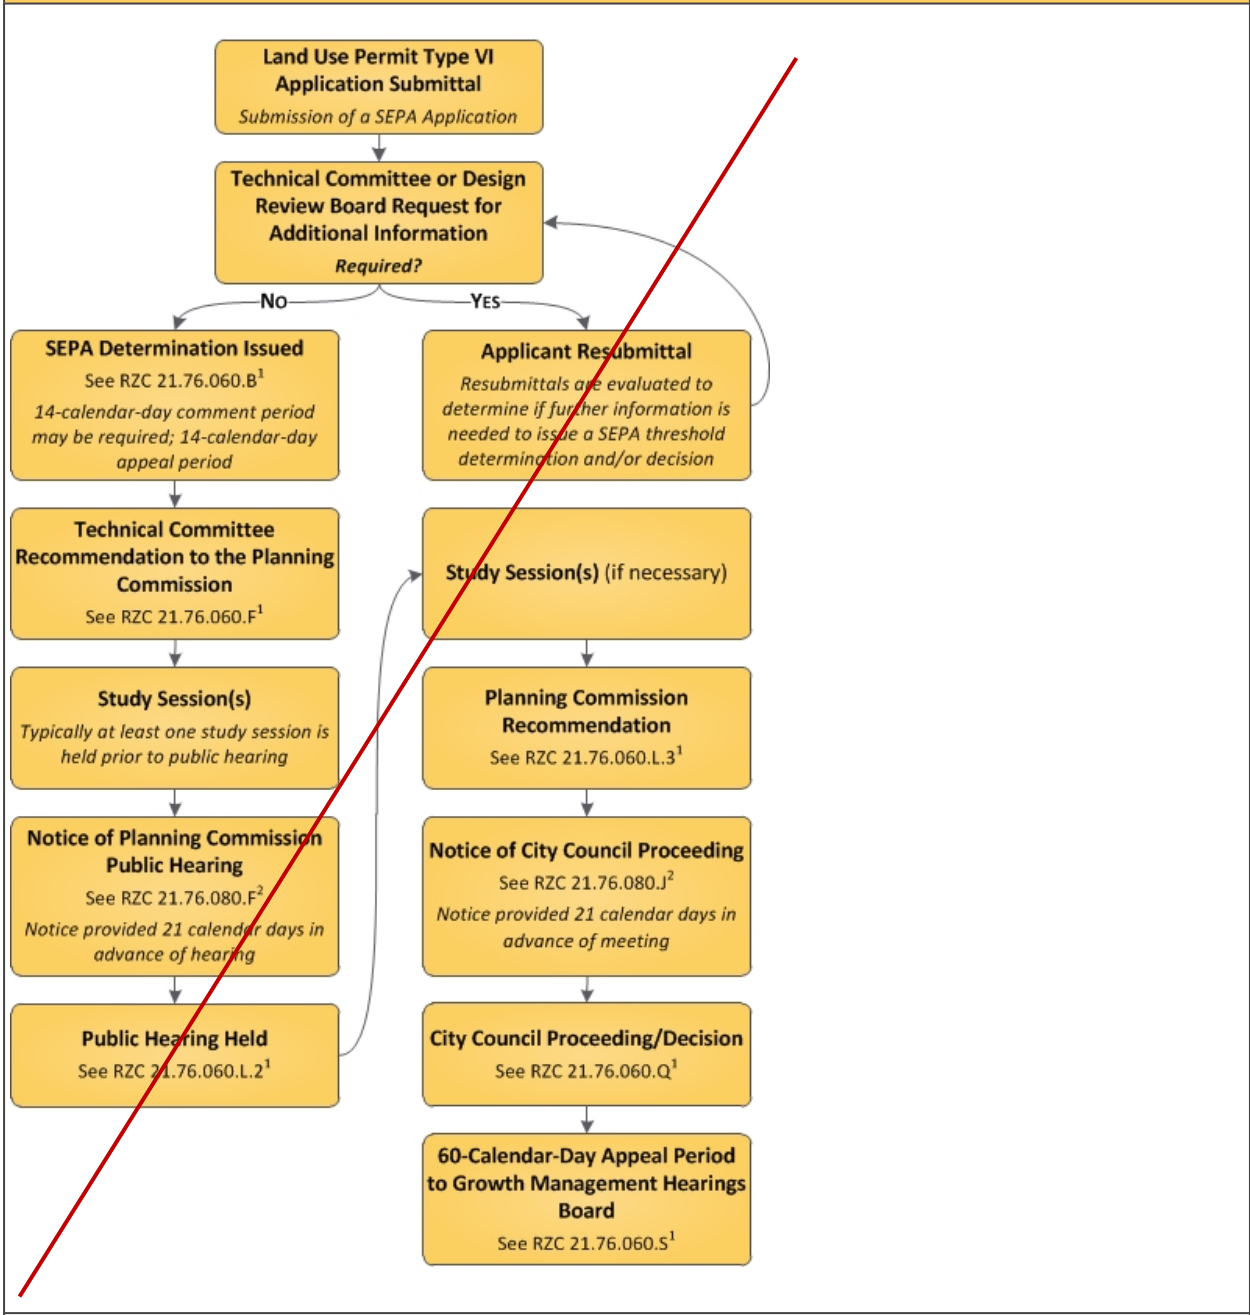 Land Use Permit Type VI
Application Submittal
Submission of a SEPA Application
Technical Committee or Design
Review Board Request for
Additional Information
Required?
No
Yes
SEPA Determination Issued
See RZC 21.76.060.B¹
14-calendar-day comment period
may be required; 14-calendar-day
appeal period
Applicant Resubmittal
Resubmittals are evaluated to
determine if further information is
needed to issue a SEPA threshold
determination and/or decision
Technical Committee
Recommendation to the Planning
Commission
See RZC 21.76.060.F¹
Study Session(s)
Typically at least one study session is
held prior to public hearing
Notice of Planning Commission
Public Hearing
See RZC 21.76.080.F²
Notice provided 21 calendar days in
advance of hearing
Public Hearing Held
See RZC 21.76.060.L.2¹
Study Session(s) (if necessary)
Planning Commission
Recommendation
See RZC 21.76.060.L.3¹
Notice of City Council Proceeding
See RZC 21.76.080.J²
Notice provided 21 calendar days in
advance of meeting
City Council Proceeding/Decision
See RZC 21.76.060.Q¹
60-Calendar-Day Appeal Period
to Growth Management Hearings
Board
See RZC 21.76.060.S¹